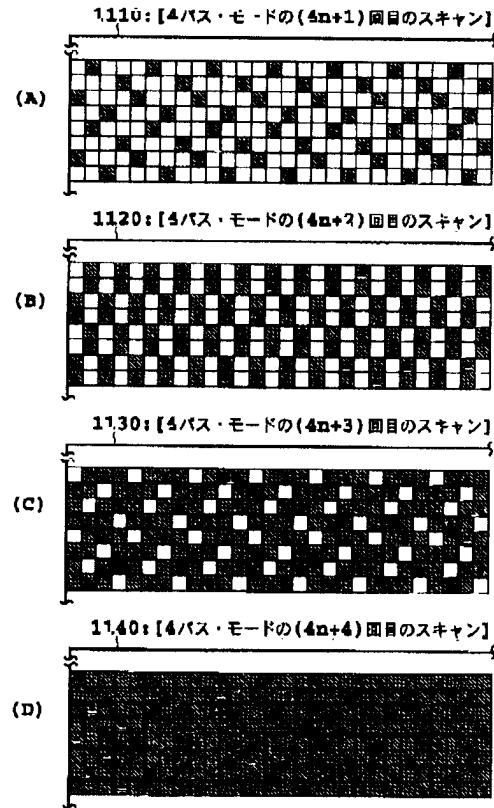 1110:[4パス・モードの(4n+1)回目のスキャン]
(A)
1120:[4パス・モードの(4n+2)回目のスキャン]
(B)
1130:[4パス・モードの(4n+3)回目のスキャン]
(C)
1140:[4パス・モードの(4n+4)回目のスキャン]
(D)